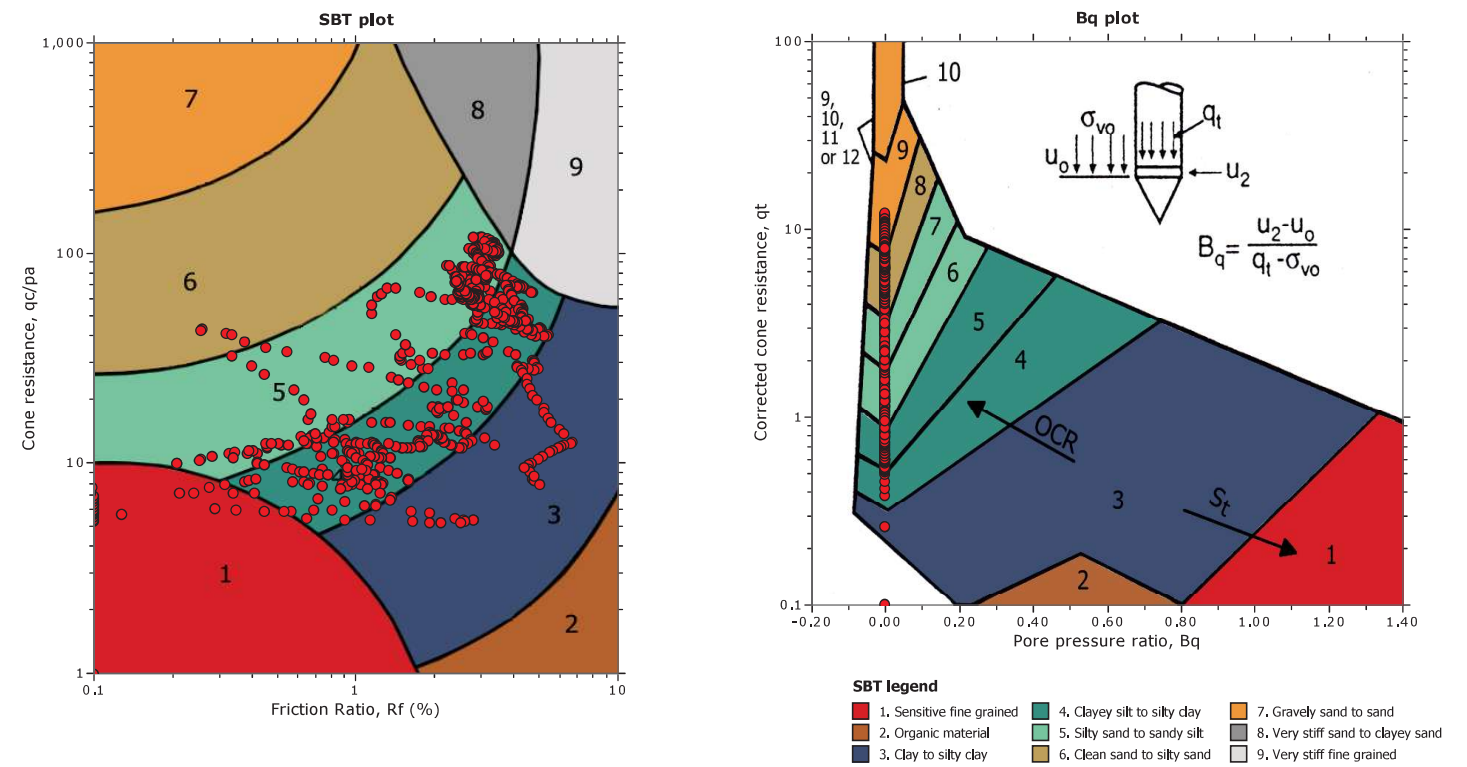 SBT plot
1,000
100
10
1
Cone resistance, qc/pa
7
8
9
6
5
4
3
1
2
0.1
1
10
Friction Ratio, Rf (%)
Bq plot
100
10
1
0.1
Corrected cone resistance, qt
10
9,
10,
11
or 12
9
8
7
6
5
4
3
2
1
OCR
St
σvo
qt
uo
u2
Bq = u2-uo / qt-σvo
-0.20
0.00
0.20
0.40
0.60
0.80
1.00
1.20
1.40
Pore pressure ratio, Bq
SBT legend
1. Sensitive fine grained
2. Organic material
3. Clay to silty clay
4. Clayey silt to silty clay
5. Silty sand to sandy silt
6. Clean sand to silty sand
7. Gravely sand to sand
8. Very stiff sand to clayey sand
9. Very stiff fine grained